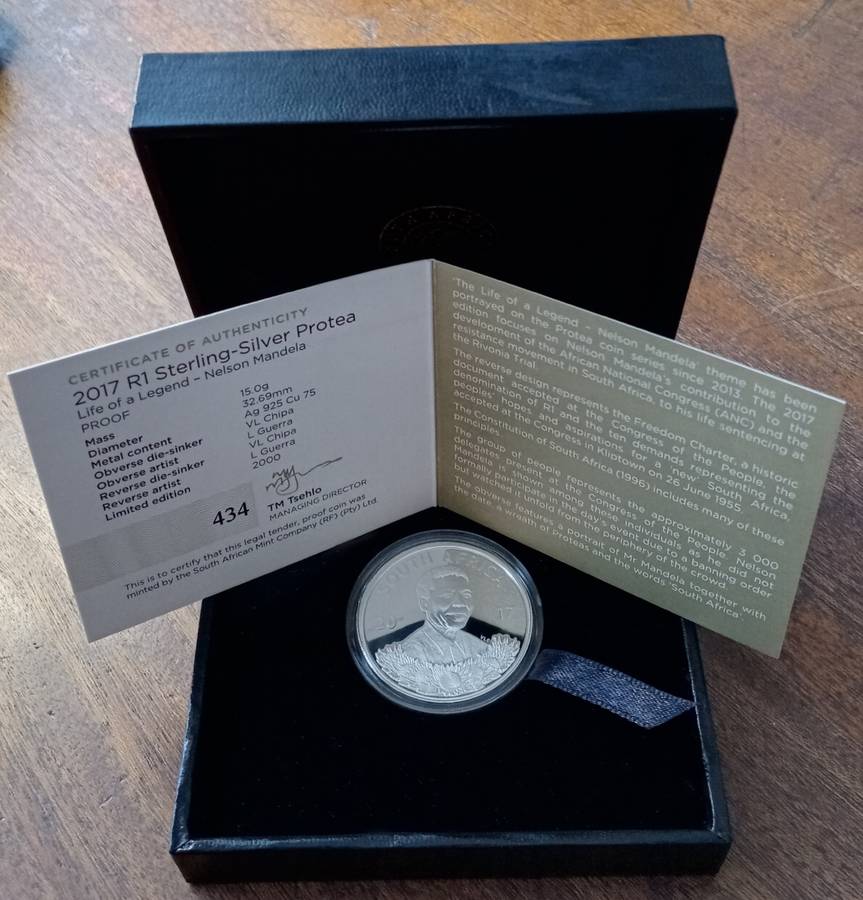 CERTIFICATE OF AUTHENTICITY
2017 R1 Sterling-Silver Protea
Life of a Legend - Nelson Mandela
PROOF
Mass 15.0g
Diameter 32.69mm
Metal content Ag 925 Cu 75
Obverse die-sinker VL Chipa
Obverse artist L Guerra
Reverse die-sinker VL Chipa
Reverse artist L Guerra
Limited edition 2000
434
TM Tsehlo
MANAGING DIRECTOR
This is to certify that this legal tender, proof coin was
minted by the South African Mint Company (RF) (Pty) Ltd.
'The Life of a Legend - Nelson Mandela' theme has been
portrayed on the Protea coin series since 2013. The 2017
edition focuses on Nelson Mandela's contribution to the
development of the African National Congress (ANC) and the
resistance movement in South Africa, to his life sentencing at
the Rivonia Trial.
The reverse design represents the Freedom Charter, a historic
document accepted at the Congress of the People, the
denomination of R1 and the ten demands representing the
peoples' hopes and aspirations for a 'new' South Africa,
accepted at the Congress in Kliptown on 26 June 1955.
The Constitution of South Africa (1996) includes many of these
principles.
The group of people represents the approximately 3 000
delegates present at the Congress of the People. Nelson
Mandela is shown among those individuals as he did not
formally participate in the day's event due to a banning order
but watched it unfold from the periphery of the crowd.
The obverse features a portrait of Mr Mandela together with
the date, a wreath of Proteas and the words 'South Africa'.
SOUTH AFRICA
20 17